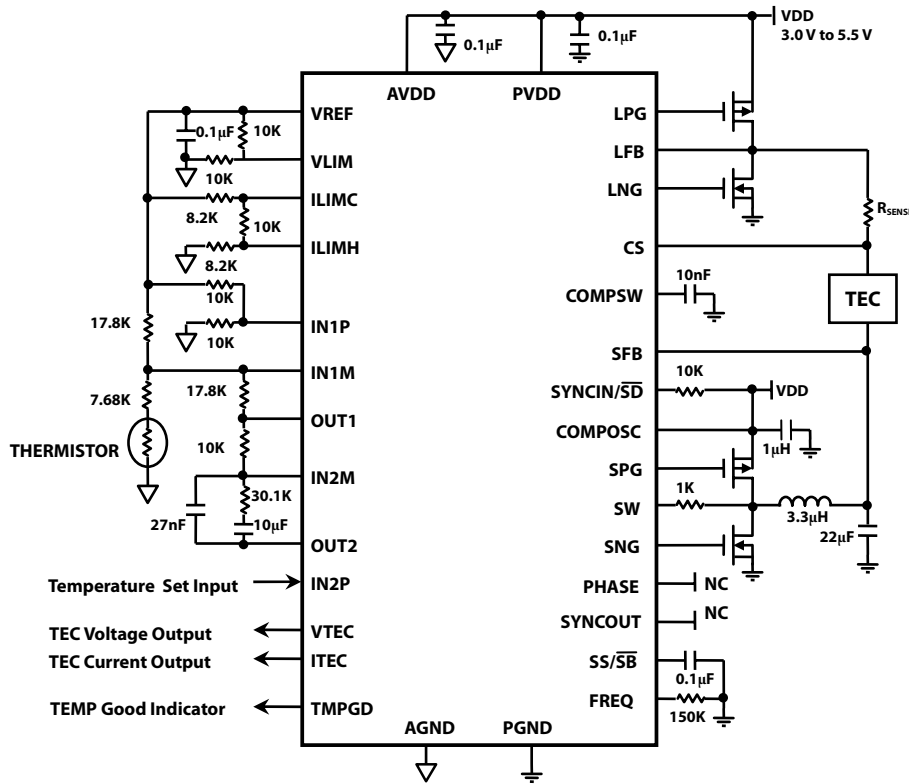 VDD
3.0 V to 5.5 V
0.1µF
0.1µF
AVDD
PVDD
VREF
0.1µF
10K
VLIM
10K
ILIMC
8.2K
10K
ILIMH
8.2K
10K
IN1P
10K
17.8K
IN1M
17.8K
7.68K
OUT1
THERMISTOR
10K
IN2M
30.1K
27nF
10µF
OUT2
Temperature Set Input
IN2P
TEC Voltage Output
VTEC
TEC Current Output
ITEC
TEMP Good Indicator
TMPGD
AGND
PGND
LPG
LFB
LNG
RSENSE
CS
10nF
COMPSW
TEC
SFB
10K
SYNCIN/SD
VDD
COMPOSC
1µH
SPG
1K
SW
3.3µH
22µF
SNG
PHASE
NC
SYNCOUT
NC
SS/SB
0.1µF
FREQ
150K